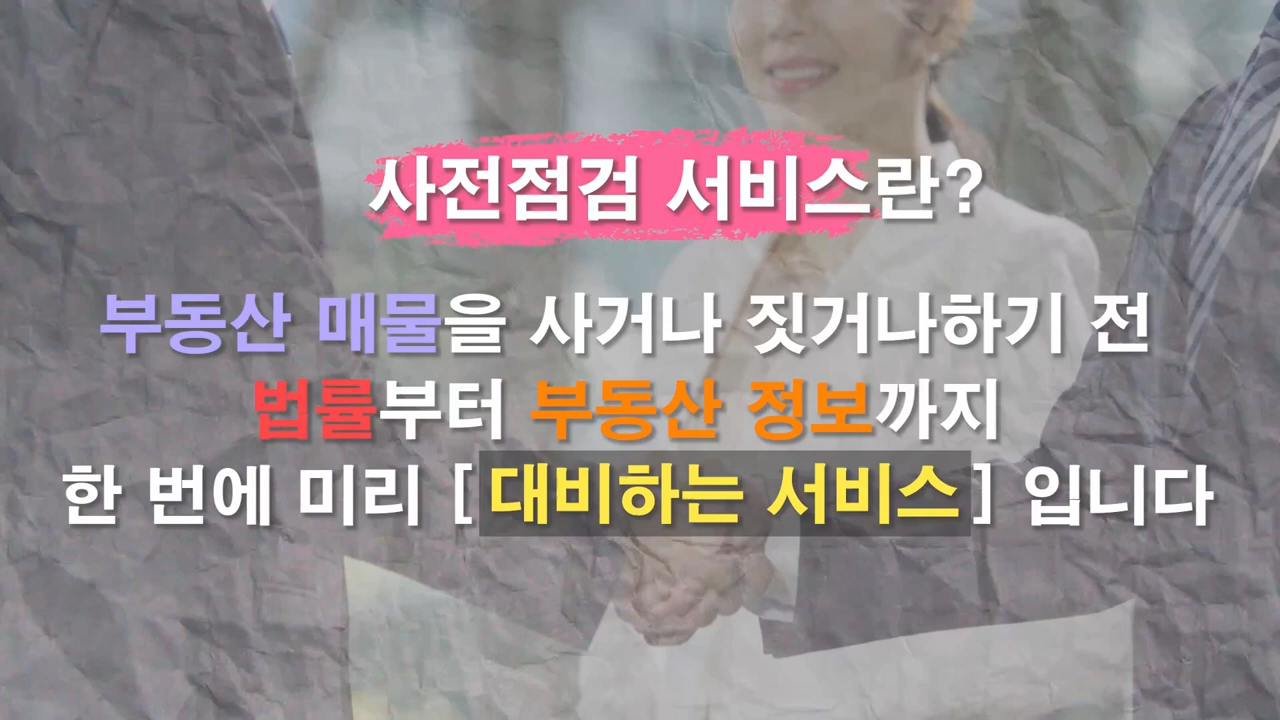 사전점검 서비스란?
부동산 매물을 사거나 짓거나하기 전
법률부터 부동산 정보까지
한 번에 미리 [대비하는 서비스] 입니다